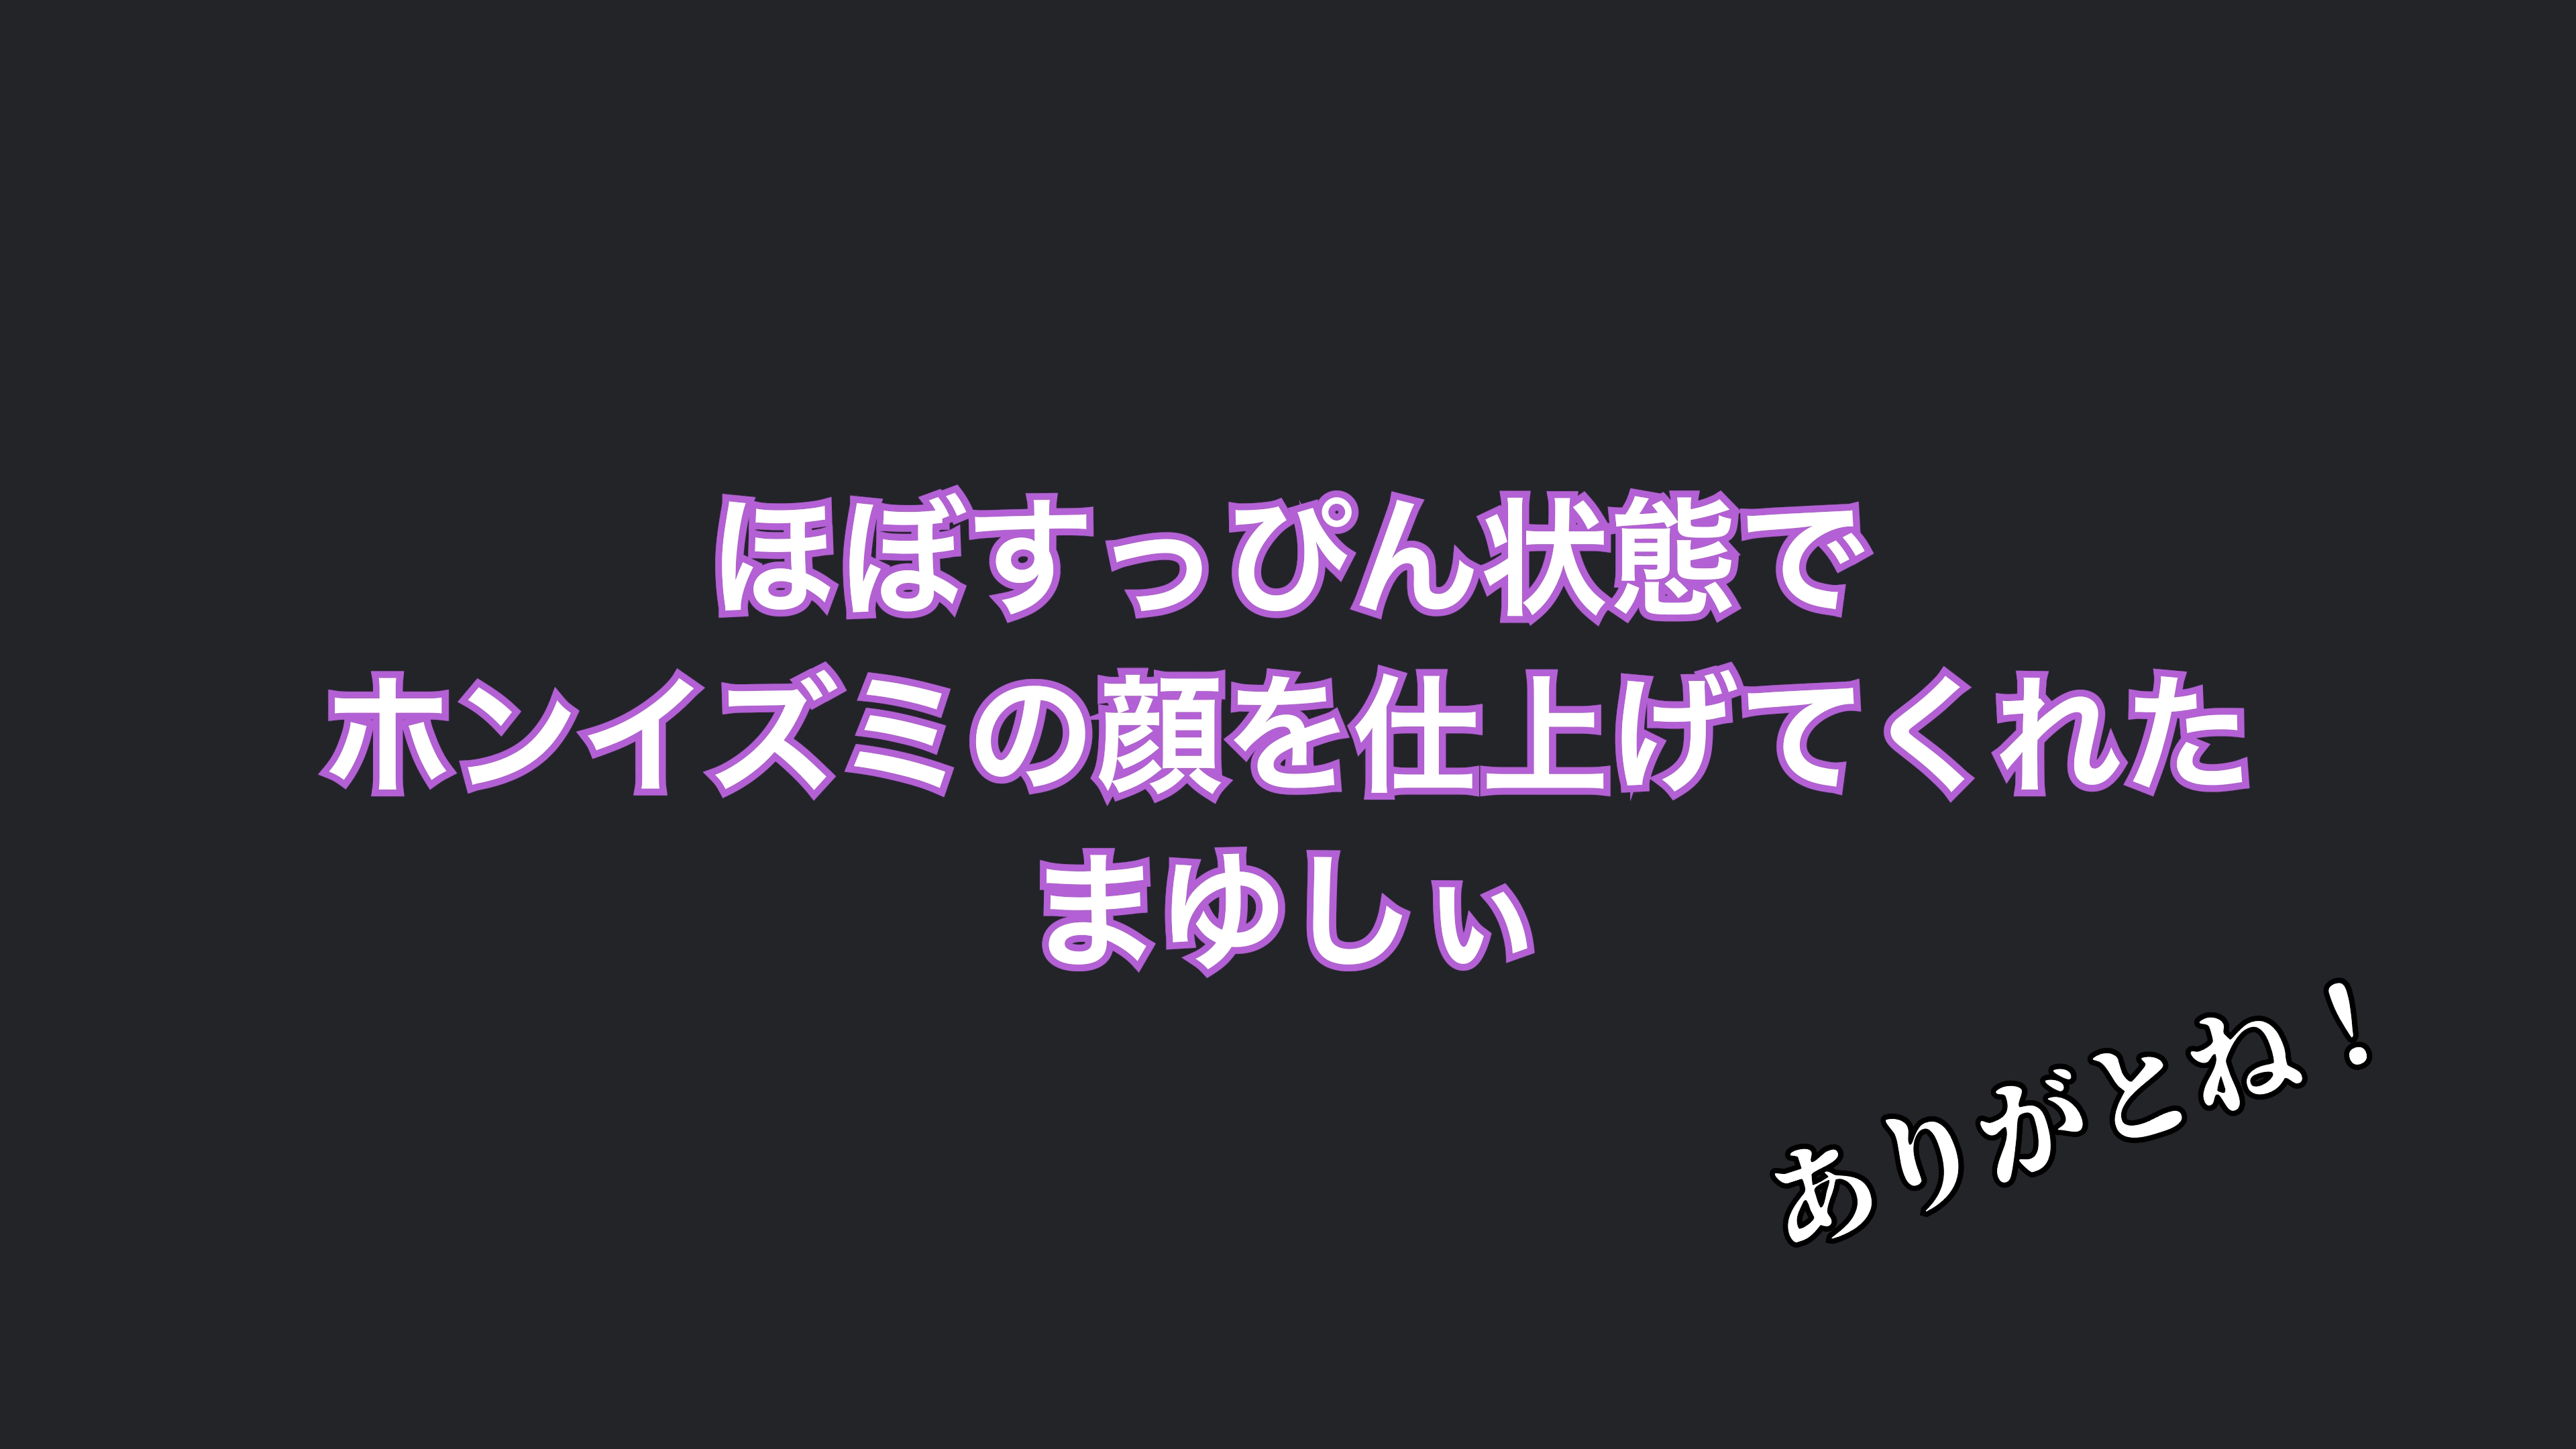 ほぼすっぴん状態で
ホンイズミの顔を仕上げてくれた
まゆしぃ
ありがとね！